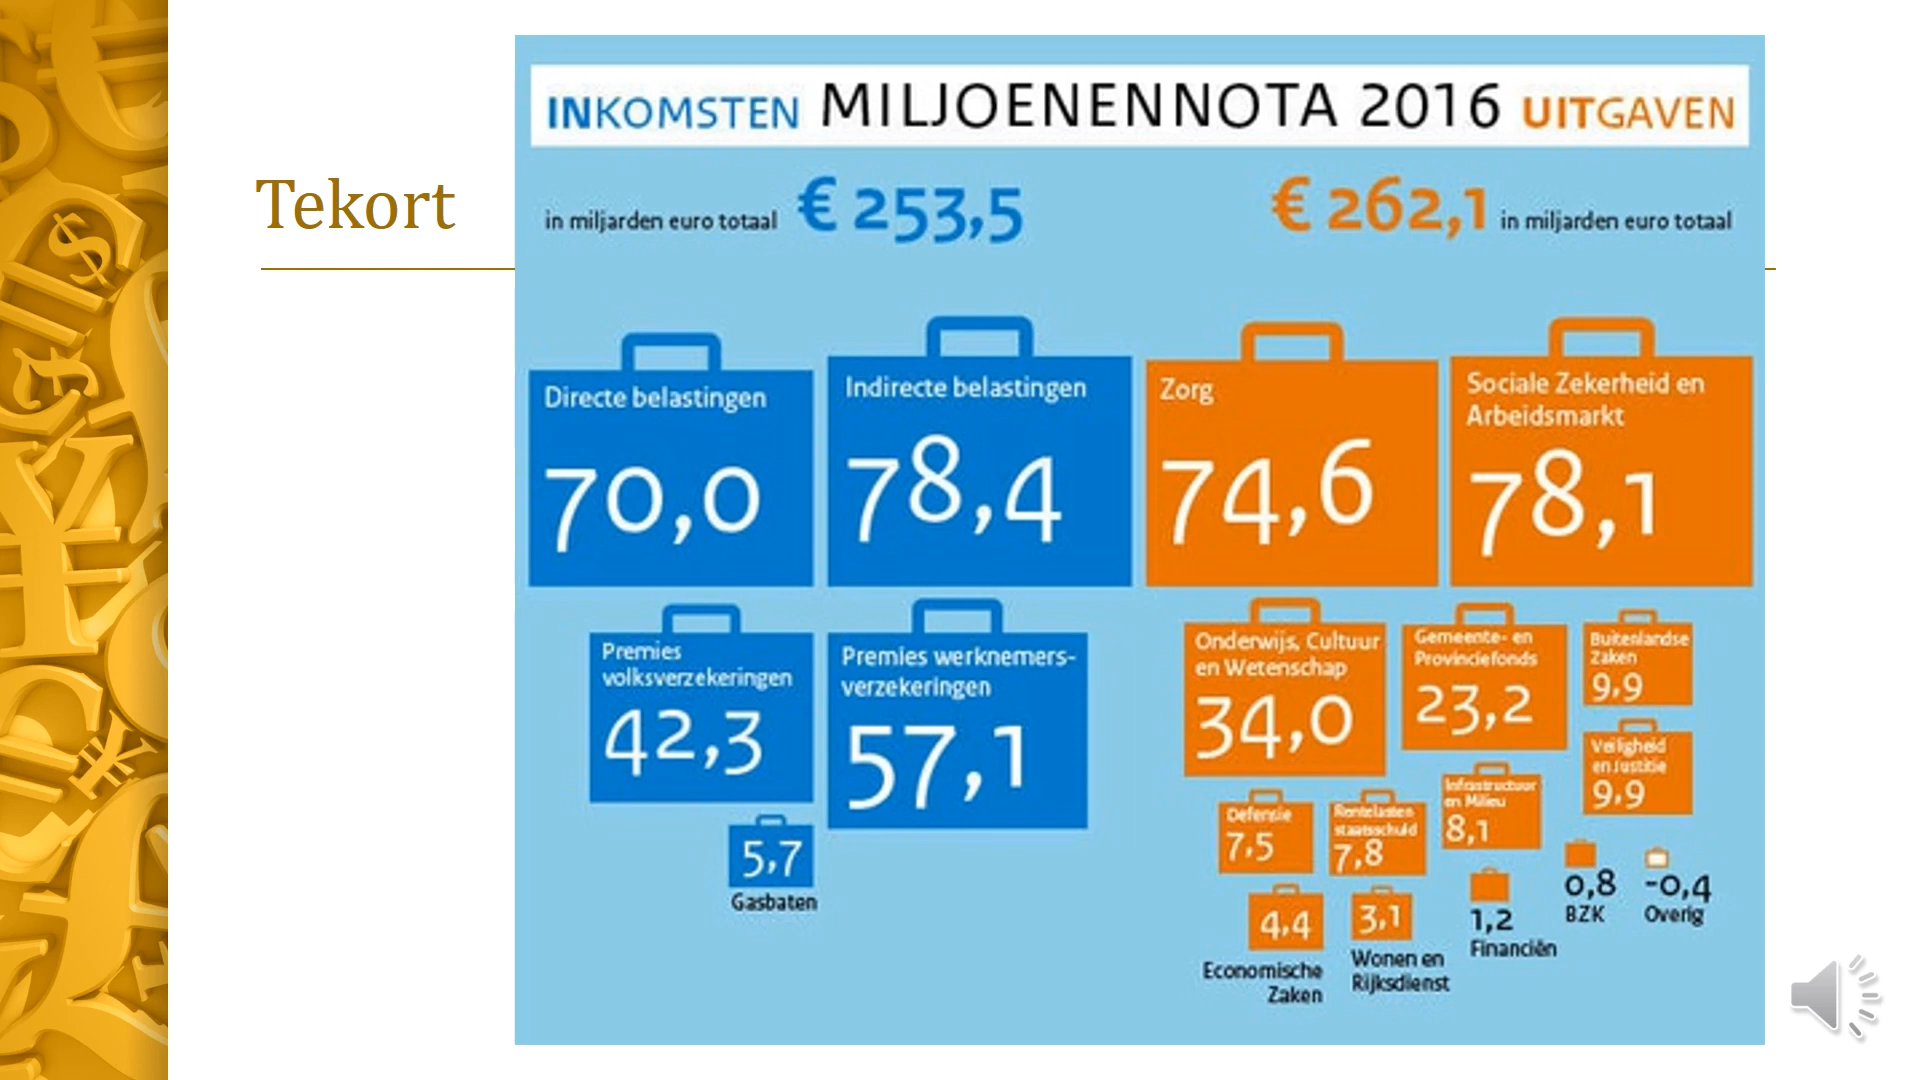 Tekort
INKOMSTEN MILJOENENNOTA 2016 UITGAVEN
in miljarden euro totaal € 253,5
€ 262,1 in miljarden euro totaal
Directe belastingen
70,0
Indirecte belastingen
78,4
Zorg
74,6
Sociale Zekerheid en
Arbeidsmarkt
78,1
Premies
volksverzekeringen
42,3
Premies werknemers-
verzekeringen
57,1
5,7
Gasbaten
Onderwijs, Cultuur
en Wetenschap
34,0
Gemeente- en
Provinciefonds
23,2
Buitenlandse
Zaken
9,9
Veiligheid
en Justitie
9,9
Defensie
7,5
Rentelasten
staatsschuld
7,8
Infrastructuur
en Milieu
8,1
4,4
Economische
Zaken
3,1
Wonen en
Rijksdienst
1,2
Financiën
0,8
BZK
-0,4
Overig